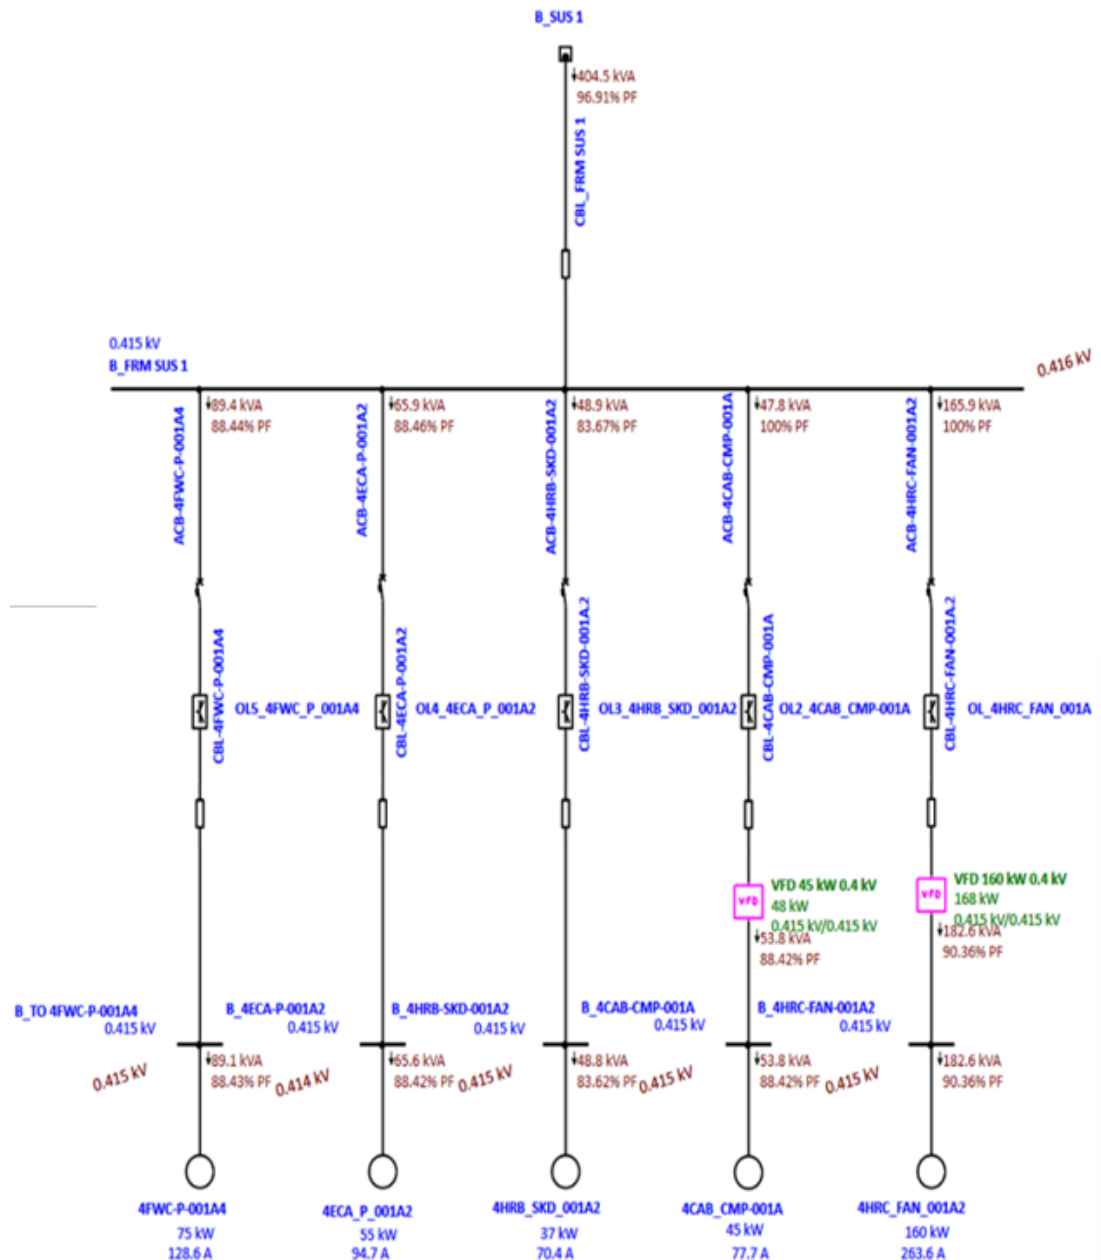 B_SUS 1
404.5 kVA
96.91% PF
CBL_FRM SUS 1
0.415 kV
B_FRM SUS 1
0.416 kV
89.4 kVA
88.44% PF
65.9 kVA
88.46% PF
48.9 kVA
83.67% PF
47.8 kVA
100% PF
165.9 kVA
100% PF
ACB-4FWC-P-001A4
ACB-4ECA-P-001A2
ACB-4HRB-SKD-001A2
ACB-4CAB-CMP-001A
ACB-4HRC-FAN-001A2
CBL-4FWC-P-001A4
CBL-4ECA-P-001A2
CBL-4HRB-SKD-001A.2
CBL-4CAB-CMP-001A
CBL-4HRC-FAN-001A.2
OL5_4FWC_P_001A4
OL4_4ECA_P_001A2
OL3_4HRB_SKD_001A2
OL2_4CAB_CMP-001A
OL_4HRC_FAN_001A
VFD
VFD 45 kW 0.4 kV
48 kW
0.415 kV/0.415 kV
53.8 kVA
88.42% PF
VFD
VFD 160 kW 0.4 kV
168 kW
0.415 kV/0.415 kV
182.6 kVA
90.36% PF
B_TO 4FWC-P-001A4
0.415 kV
B_4ECA-P-001A2
0.415 kV
B_4HRB-SKD-001A2
0.415 kV
B_4CAB-CMP-001A
0.415 kV
B_4HRC-FAN-001A2
0.415 kV
0.415 kV
89.1 kVA
88.43% PF
0.414 kV
65.6 kVA
88.42% PF
0.415 kV
48.8 kVA
83.62% PF
0.415 kV
53.8 kVA
88.42% PF
0.415 kV
182.6 kVA
90.36% PF
4FWC-P-001A4
75 kW
128.6 A
4ECA_P_001A2
55 kW
94.7 A
4HRB_SKD_001A2
37 kW
70.4 A
4CAB_CMP-001A
45 kW
77.7 A
4HRC_FAN_001A2
160 kW
263.6 A